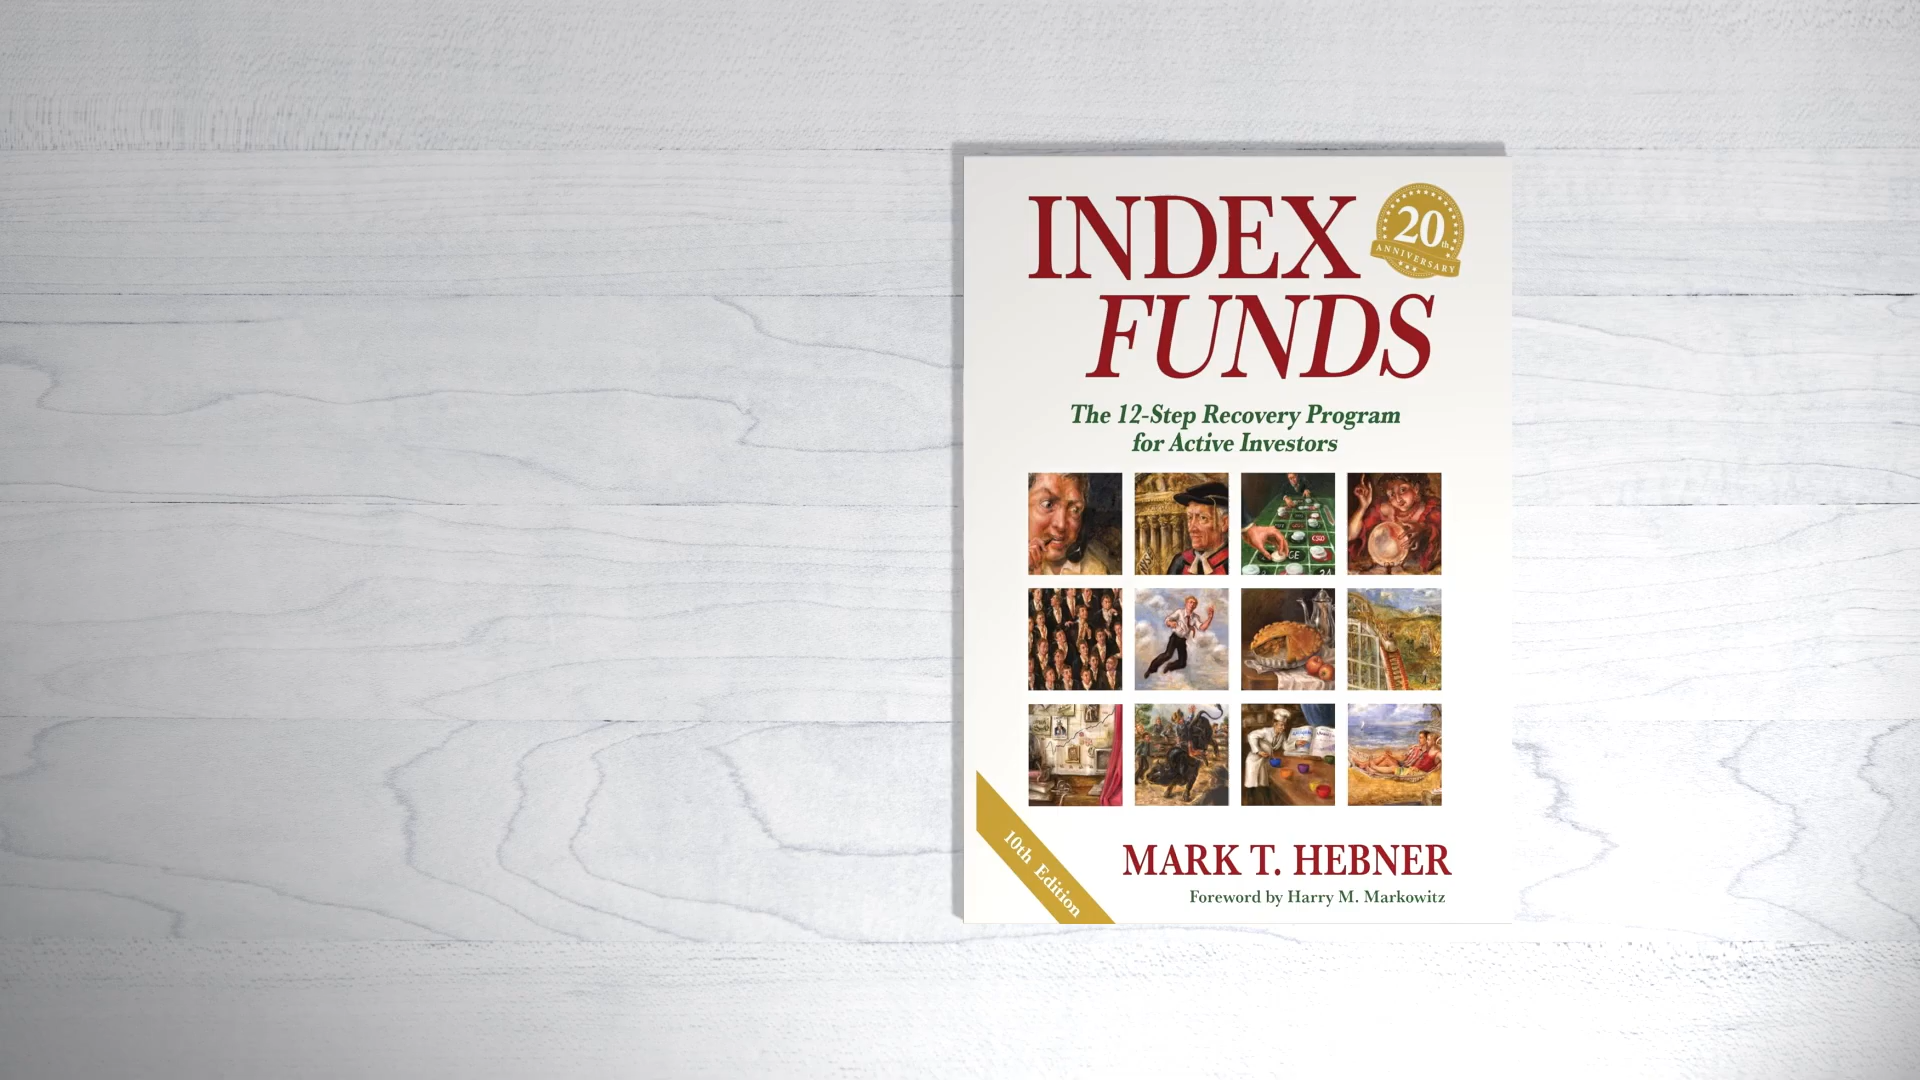 INDEX
20th
ANNIVERSARY
FUNDS
The 12-Step Recovery Program
for Active Investors
10th Edition
MARK T. HEBNER
Foreword by Harry M. Markowitz